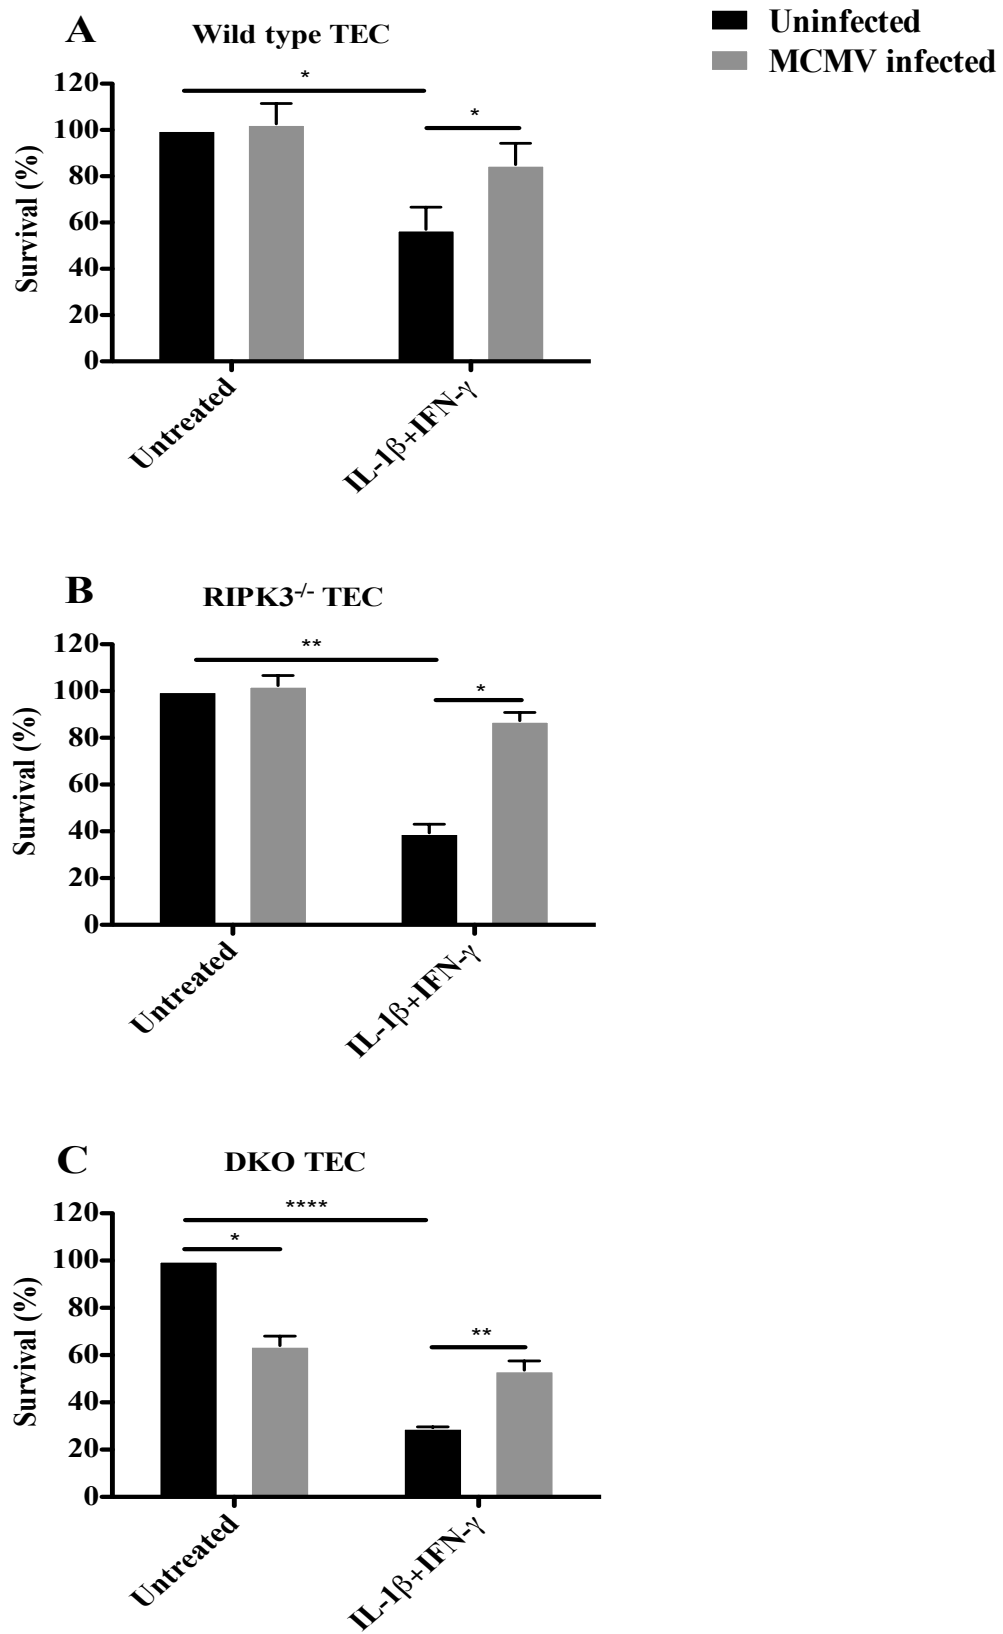 A
Wild type TEC
Uninfected
MCMV infected
Survival (%)
120
100
80
60
40
20
0
*
*
Untreated
IL-1β+IFN-γ
B
RIPK3-/- TEC
Survival (%)
120
100
80
60
40
20
0
**
*
Untreated
IL-1β+IFN-γ
C
DKO TEC
Survival (%)
120
100
80
60
40
20
0
****
*
**
Untreated
IL-1β+IFN-γ